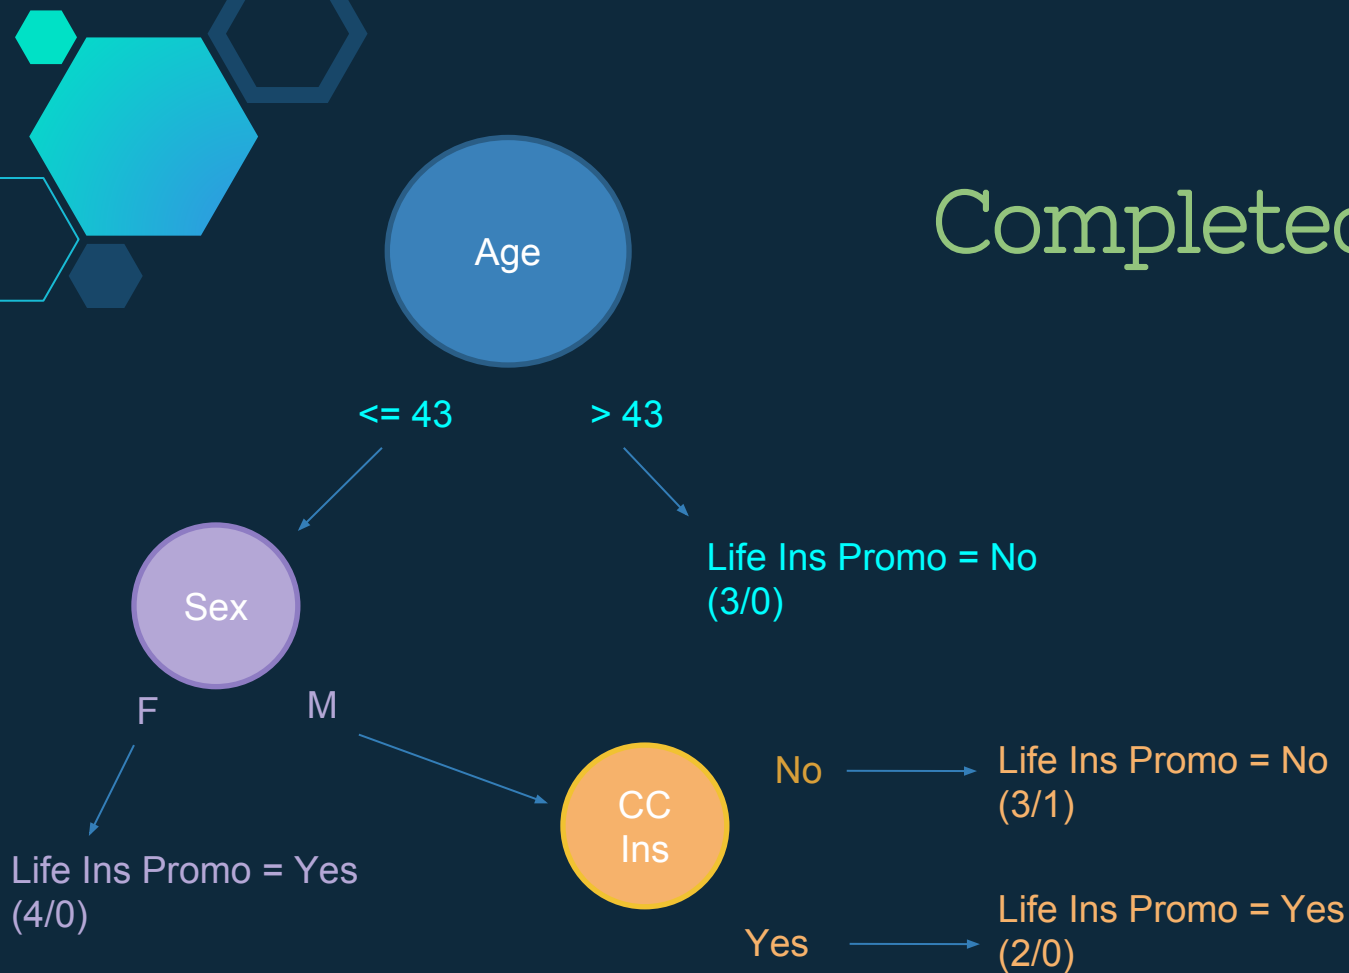 Completed
Age
<= 43
> 43
Life Ins Promo = No
(3/0)
Sex
F
M
CC
Ins
No
Life Ins Promo = No
(3/1)
Life Ins Promo = Yes
(4/0)
Yes
Life Ins Promo = Yes
(2/0)